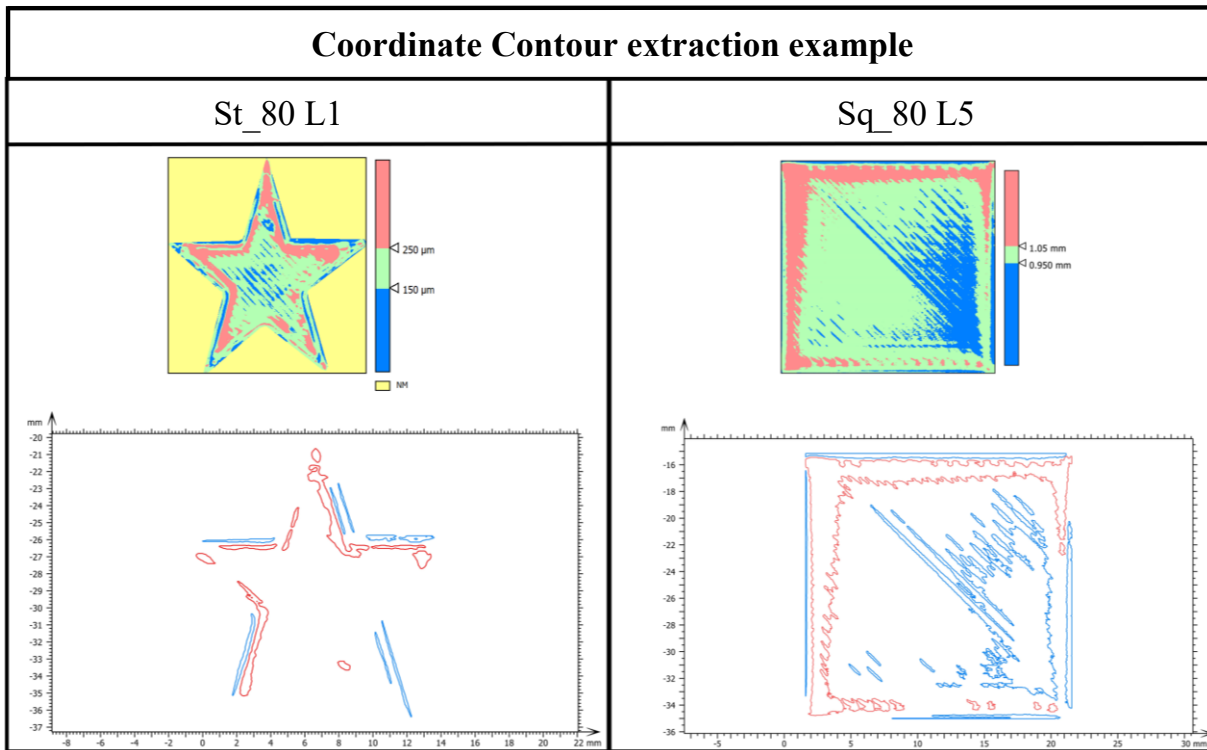 Coordinate Contour extraction example
St_80 L1
Sq_80 L5
250 µm
150 µm
NM
1.05 mm
0.950 mm
mm
-20
-21
-22
-23
-24
-25
-26
-27
-28
-29
-30
-31
-32
-33
-34
-35
-36
-37
-8 -6 -4 -2 0 2 4 6 8 10 12 14 16 18 20 22 mm
mm
-16
-18
-20
-22
-24
-26
-28
-30
-32
-34
-36
-5 0 5 10 15 20 25 30 mm